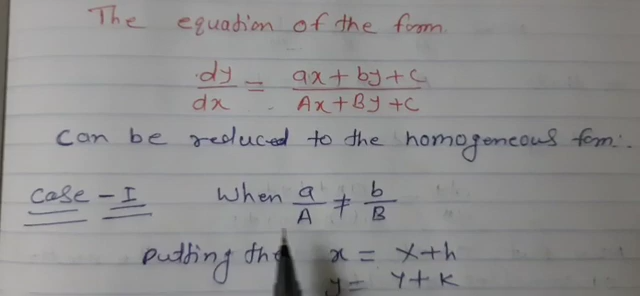 The equation of the form
dy/dx = ax+by+c/Ax+By+C
can be reduced to the homogeneous form:
Case-I When a/A ≠ b/B
putting the x = X+h
y = Y+k